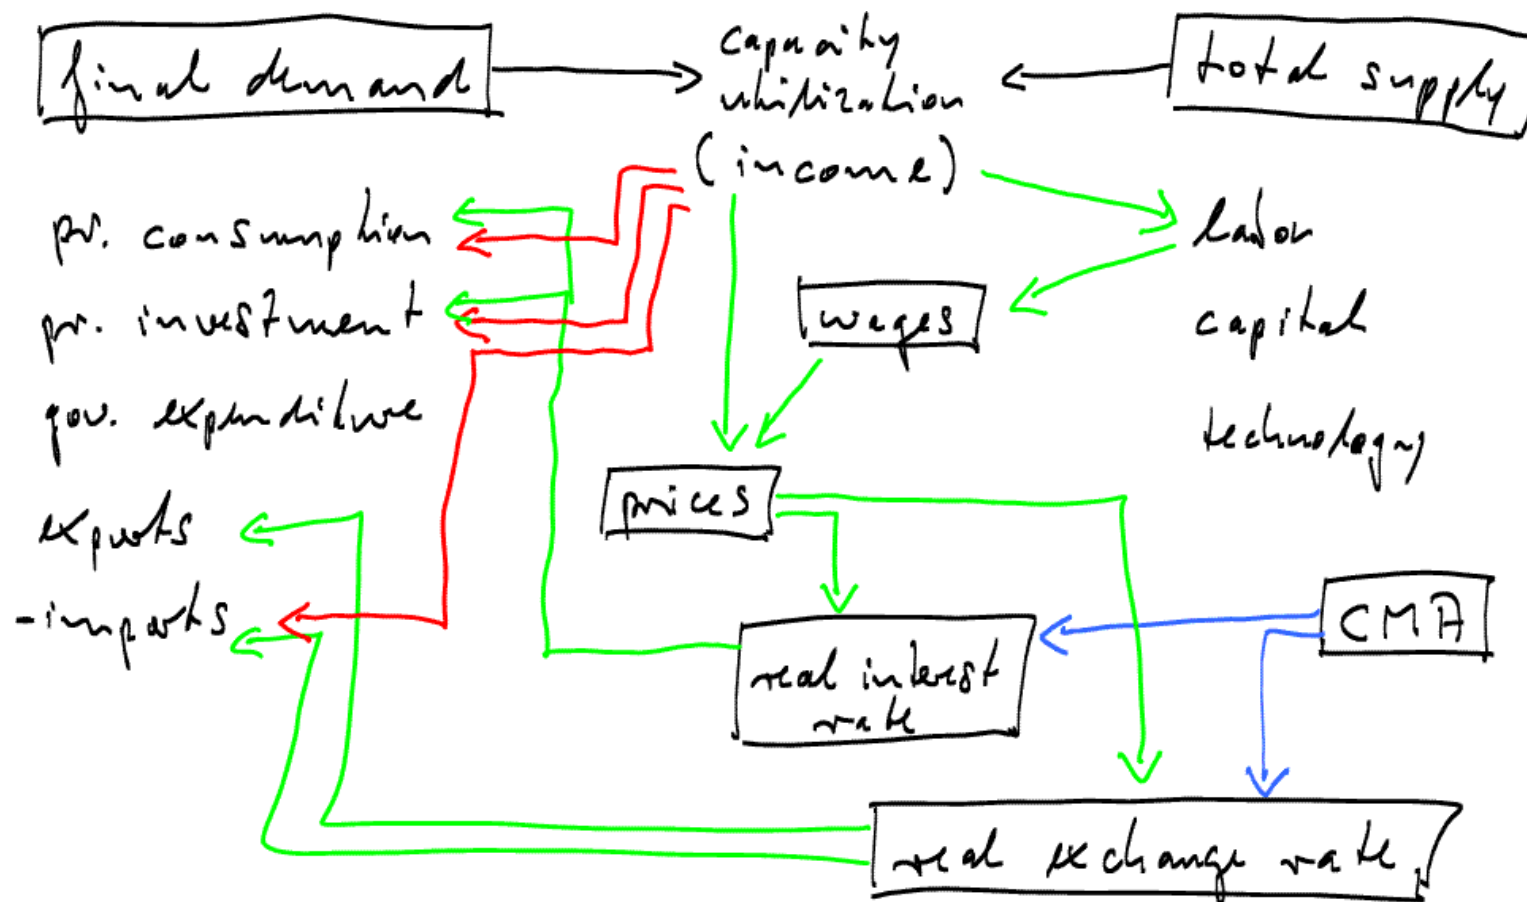 final demand
capacity
utilization
(income)
total supply
pr. consumption
labor
pr. investment
wages
capital
gov. expenditure
technology
prices
exports
-imports
CMA
real interest
rate
real exchange rate